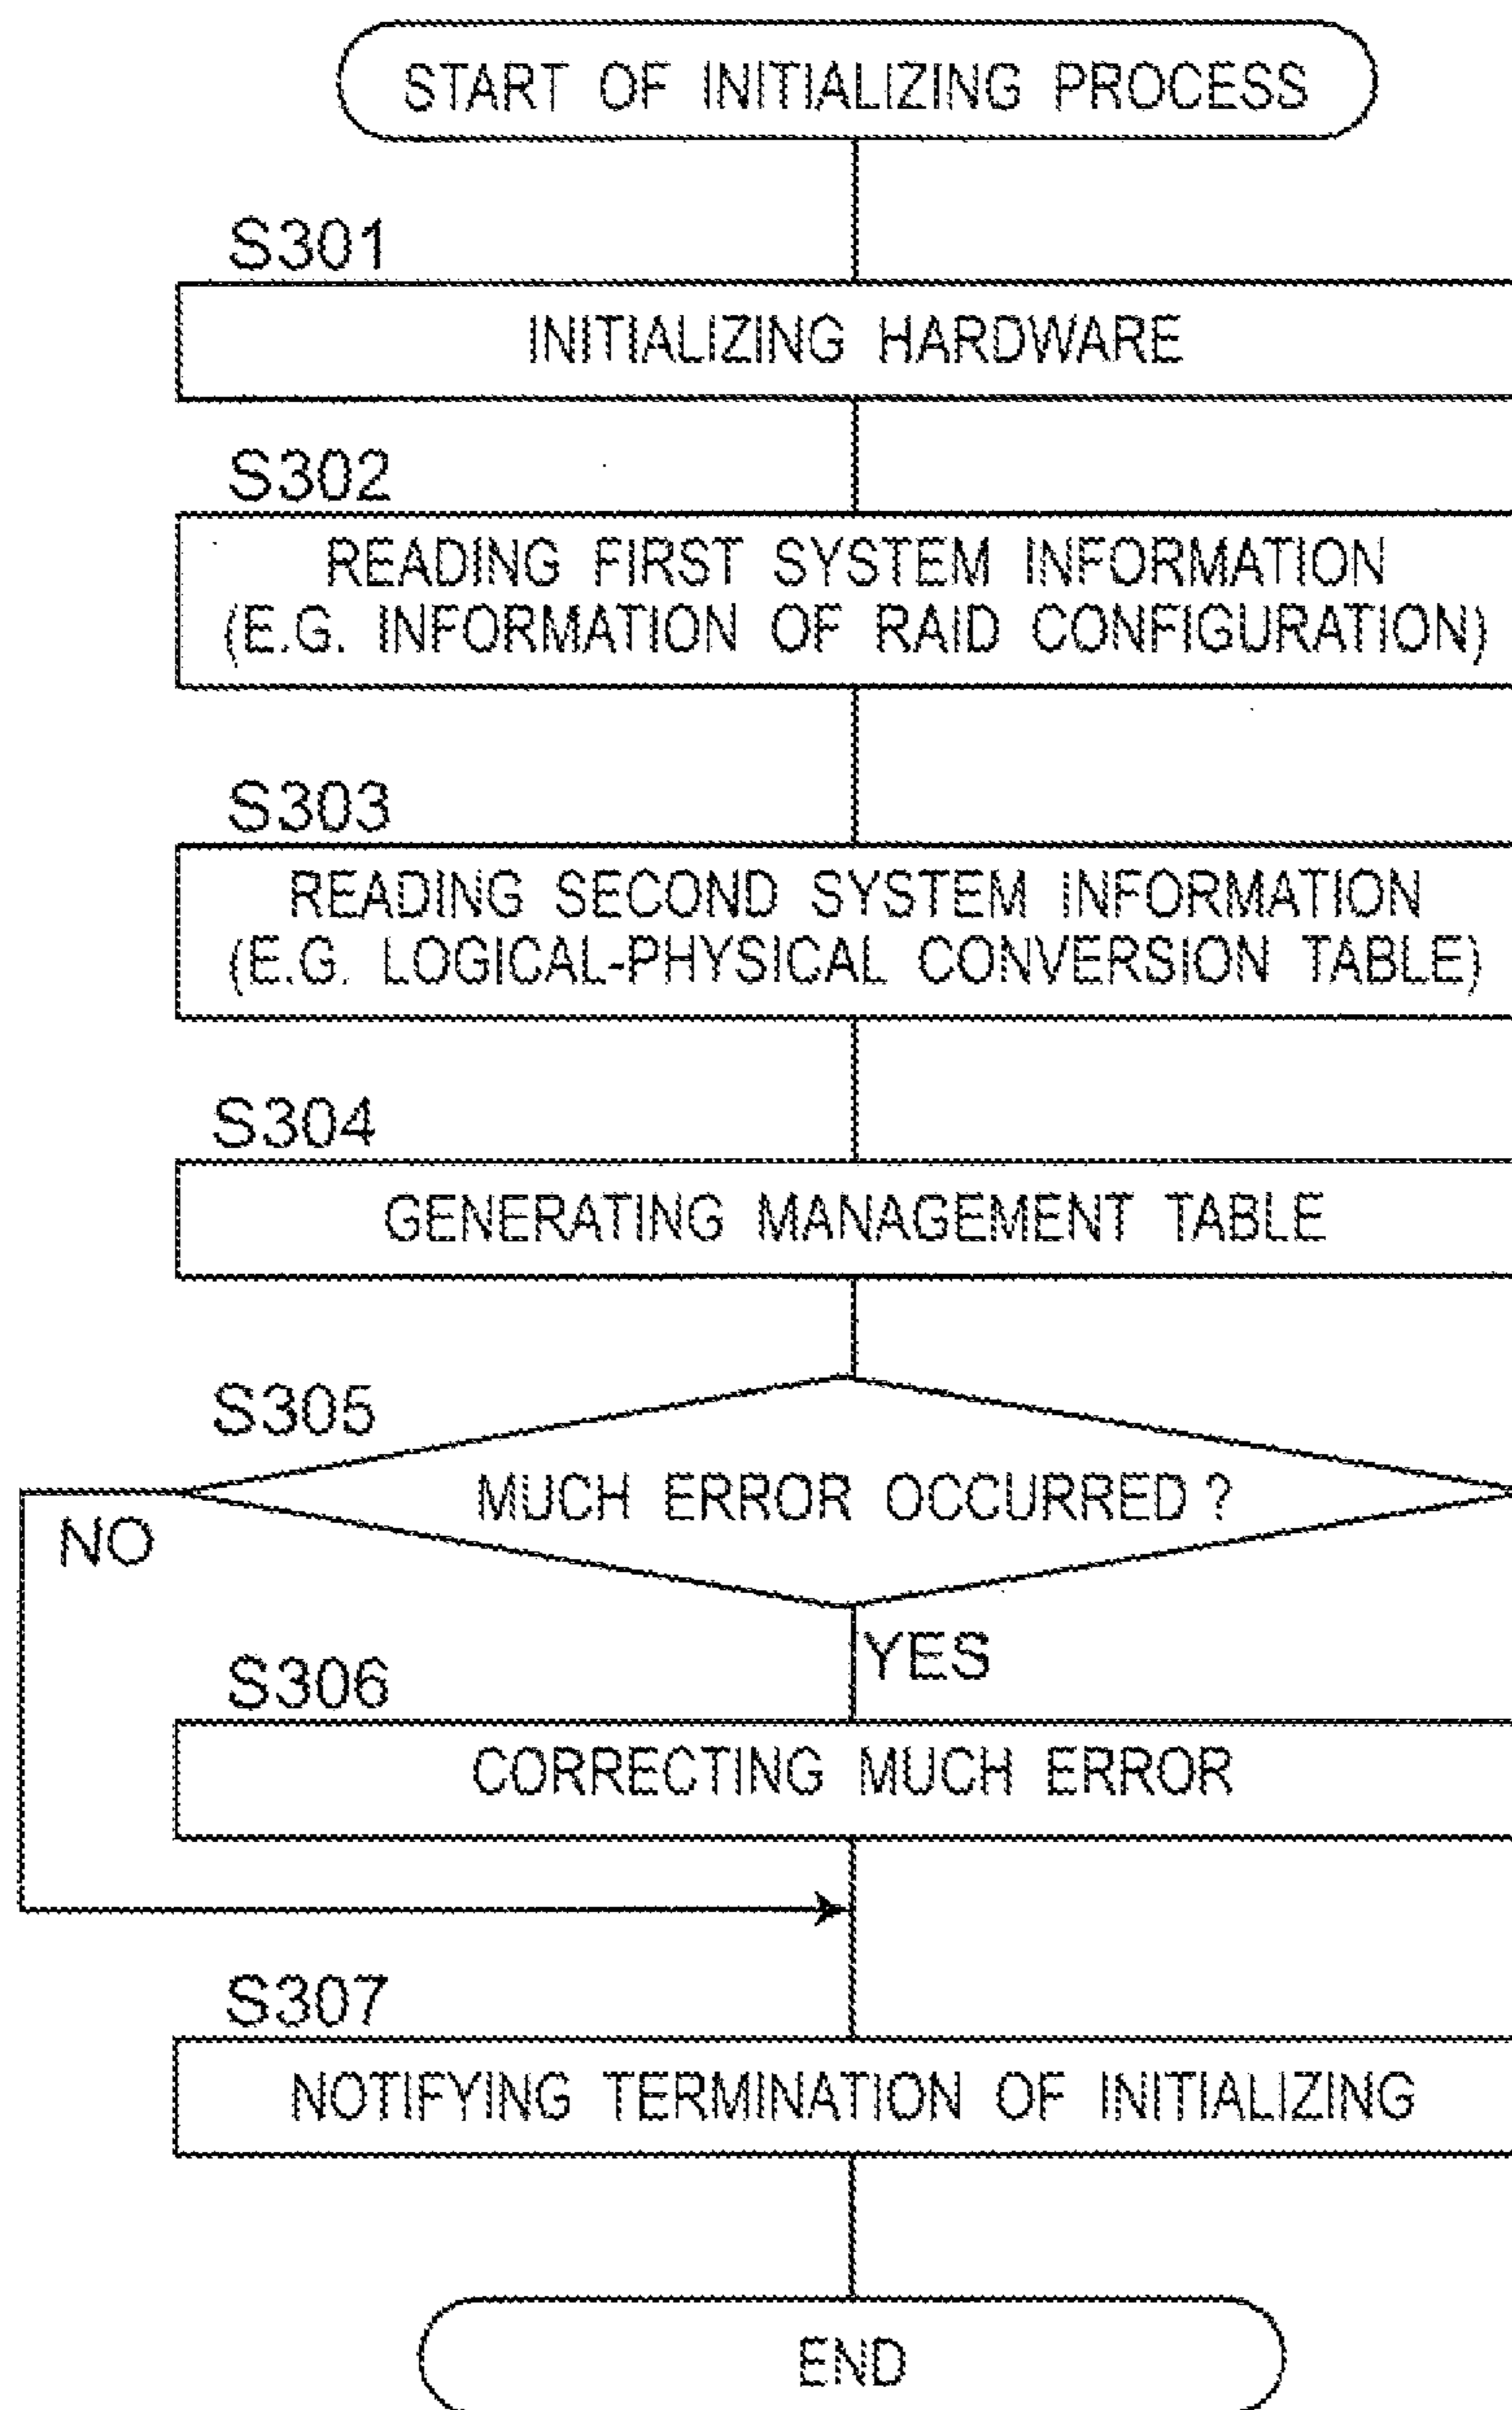 START OF INITIALIZING PROCESS
S301
INITIALIZING HARDWARE
S302
READING FIRST SYSTEM INFORMATION
(E.G. INFORMATION OF RAID CONFIGURATION)
S303
READING SECOND SYSTEM INFORMATION
(E.G. LOGICAL-PHYSICAL CONVERSION TABLE)
S304
GENERATING MANAGEMENT TABLE
S305
MUCH ERROR OCCURRED ?
NO
YES
S306
CORRECTING MUCH ERROR
S307
NOTIFYING TERMINATION OF INITIALIZING
END